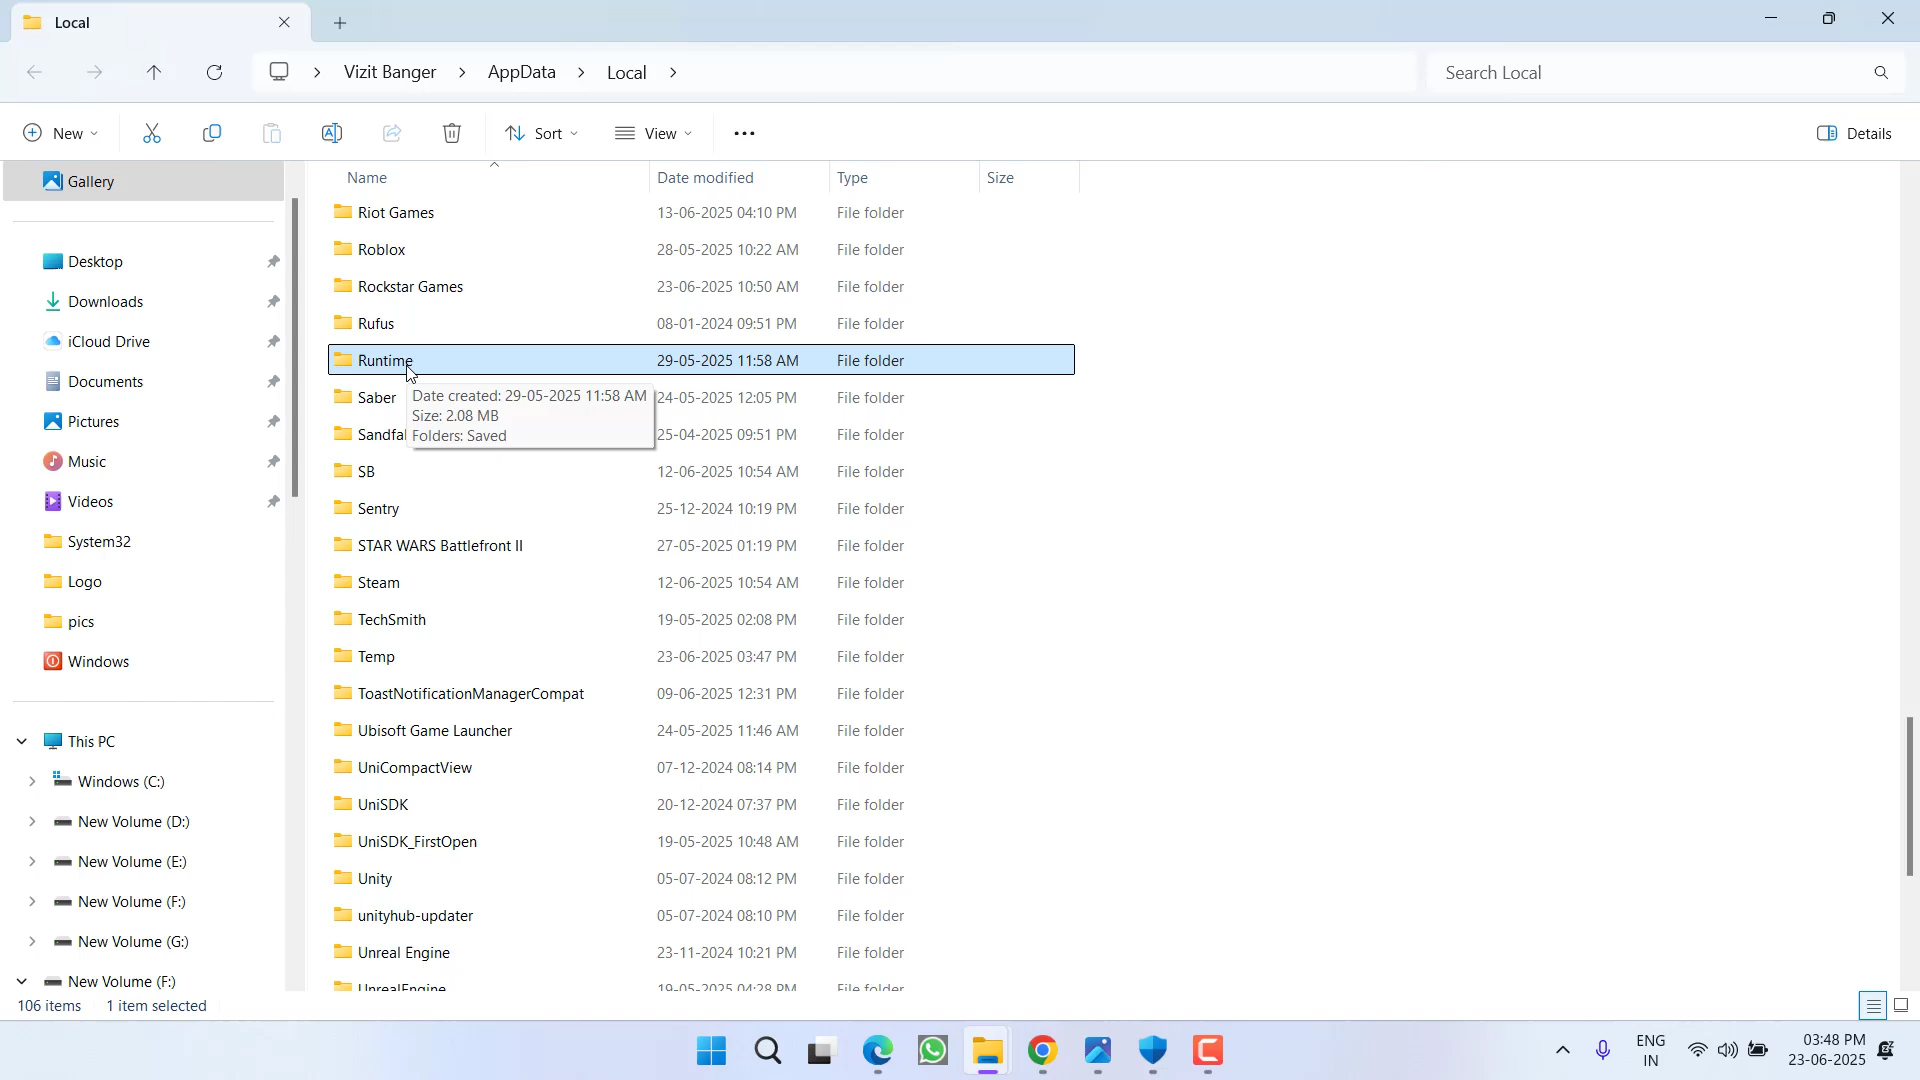 Local
Vizit Banger > AppData > Local >
Search Local
New
Sort
View
Details
Gallery
Desktop
Downloads
iCloud Drive
Documents
Pictures
Music
Videos
System32
Logo
pics
Windows
This PC
Windows (C:)
New Volume (D:)
New Volume (E:)
New Volume (F:)
New Volume (G:)
New Volume (F:)
Name Date modified Type Size
Riot Games 13-06-2025 04:10 PM File folder
Roblox 28-05-2025 10:22 AM File folder
Rockstar Games 23-06-2025 10:50 AM File folder
Rufus 08-01-2024 09:51 PM File folder
Runtime 29-05-2025 11:58 AM File folder
Saber 24-05-2025 12:05 PM File folder
Sandfal 25-04-2025 09:51 PM File folder
Date created: 29-05-2025 11:58 AM
Size: 2.08 MB
Folders: Saved
SB 12-06-2025 10:54 AM File folder
Sentry 25-12-2024 10:19 PM File folder
STAR WARS Battlefront II 27-05-2025 01:19 PM File folder
Steam 12-06-2025 10:54 AM File folder
TechSmith 19-05-2025 02:08 PM File folder
Temp 23-06-2025 03:47 PM File folder
ToastNotificationManagerCompat 09-06-2025 12:31 PM File folder
Ubisoft Game Launcher 24-05-2025 11:46 AM File folder
UniCompactView 07-12-2024 08:14 PM File folder
UniSDK 20-12-2024 07:37 PM File folder
UniSDK_FirstOpen 19-05-2025 10:48 AM File folder
Unity 05-07-2024 08:12 PM File folder
unityhub-updater 05-07-2024 08:10 PM File folder
Unreal Engine 23-11-2024 10:21 PM File folder
UnrealEngine 19-05-2025 04:28 PM File folder
106 items 1 item selected
ENG
IN
03:48 PM
23-06-2025